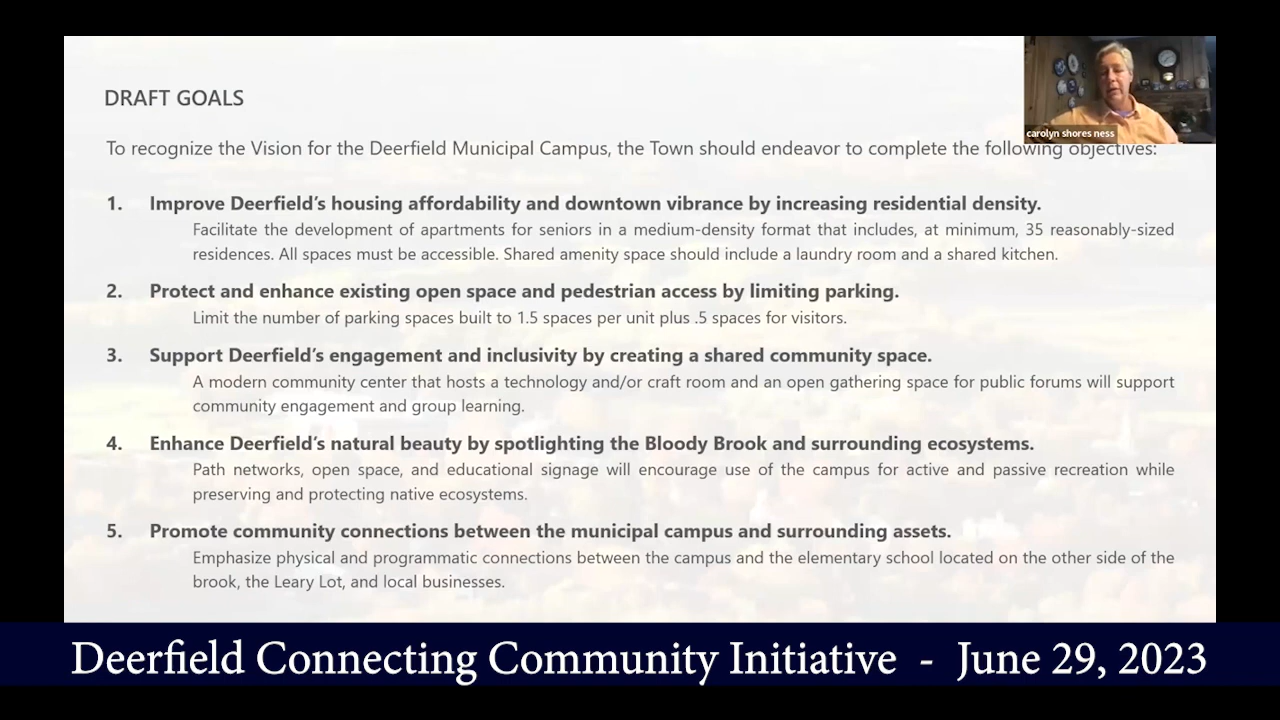 DRAFT GOALS
carolyn shores ness
To recognize the Vision for the Deerfield Municipal Campus, the Town should endeavor to complete the following objectives:
1. Improve Deerfield's housing affordability and downtown vibrance by increasing residential density.
Facilitate the development of apartments for seniors in a medium-density format that includes, at minimum, 35 reasonably-sized
residences. All spaces must be accessible. Shared amenity space should include a laundry room and a shared kitchen.
2. Protect and enhance existing open space and pedestrian access by limiting parking.
Limit the number of parking spaces built to 1.5 spaces per unit plus .5 spaces for visitors.
3. Support Deerfield's engagement and inclusivity by creating a shared community space.
A modern community center that hosts a technology and/or craft room and an open gathering space for public forums will support
community engagement and group learning.
4. Enhance Deerfield's natural beauty by spotlighting the Bloody Brook and surrounding ecosystems.
Path networks, open space, and educational signage will encourage use of the campus for active and passive recreation while
preserving and protecting native ecosystems.
5. Promote community connections between the municipal campus and surrounding assets.
Emphasize physical and programmatic connections between the campus and the elementary school located on the other side of the
brook, the Leary Lot, and local businesses.
Deerfield Connecting Community Initiative - June 29, 2023